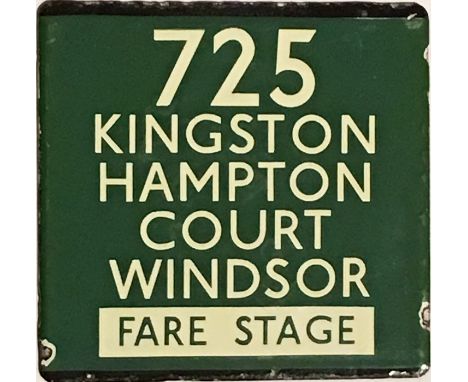 725
KINGSTON
HAMPTON
COURT
WINDSOR
FARE STAGE